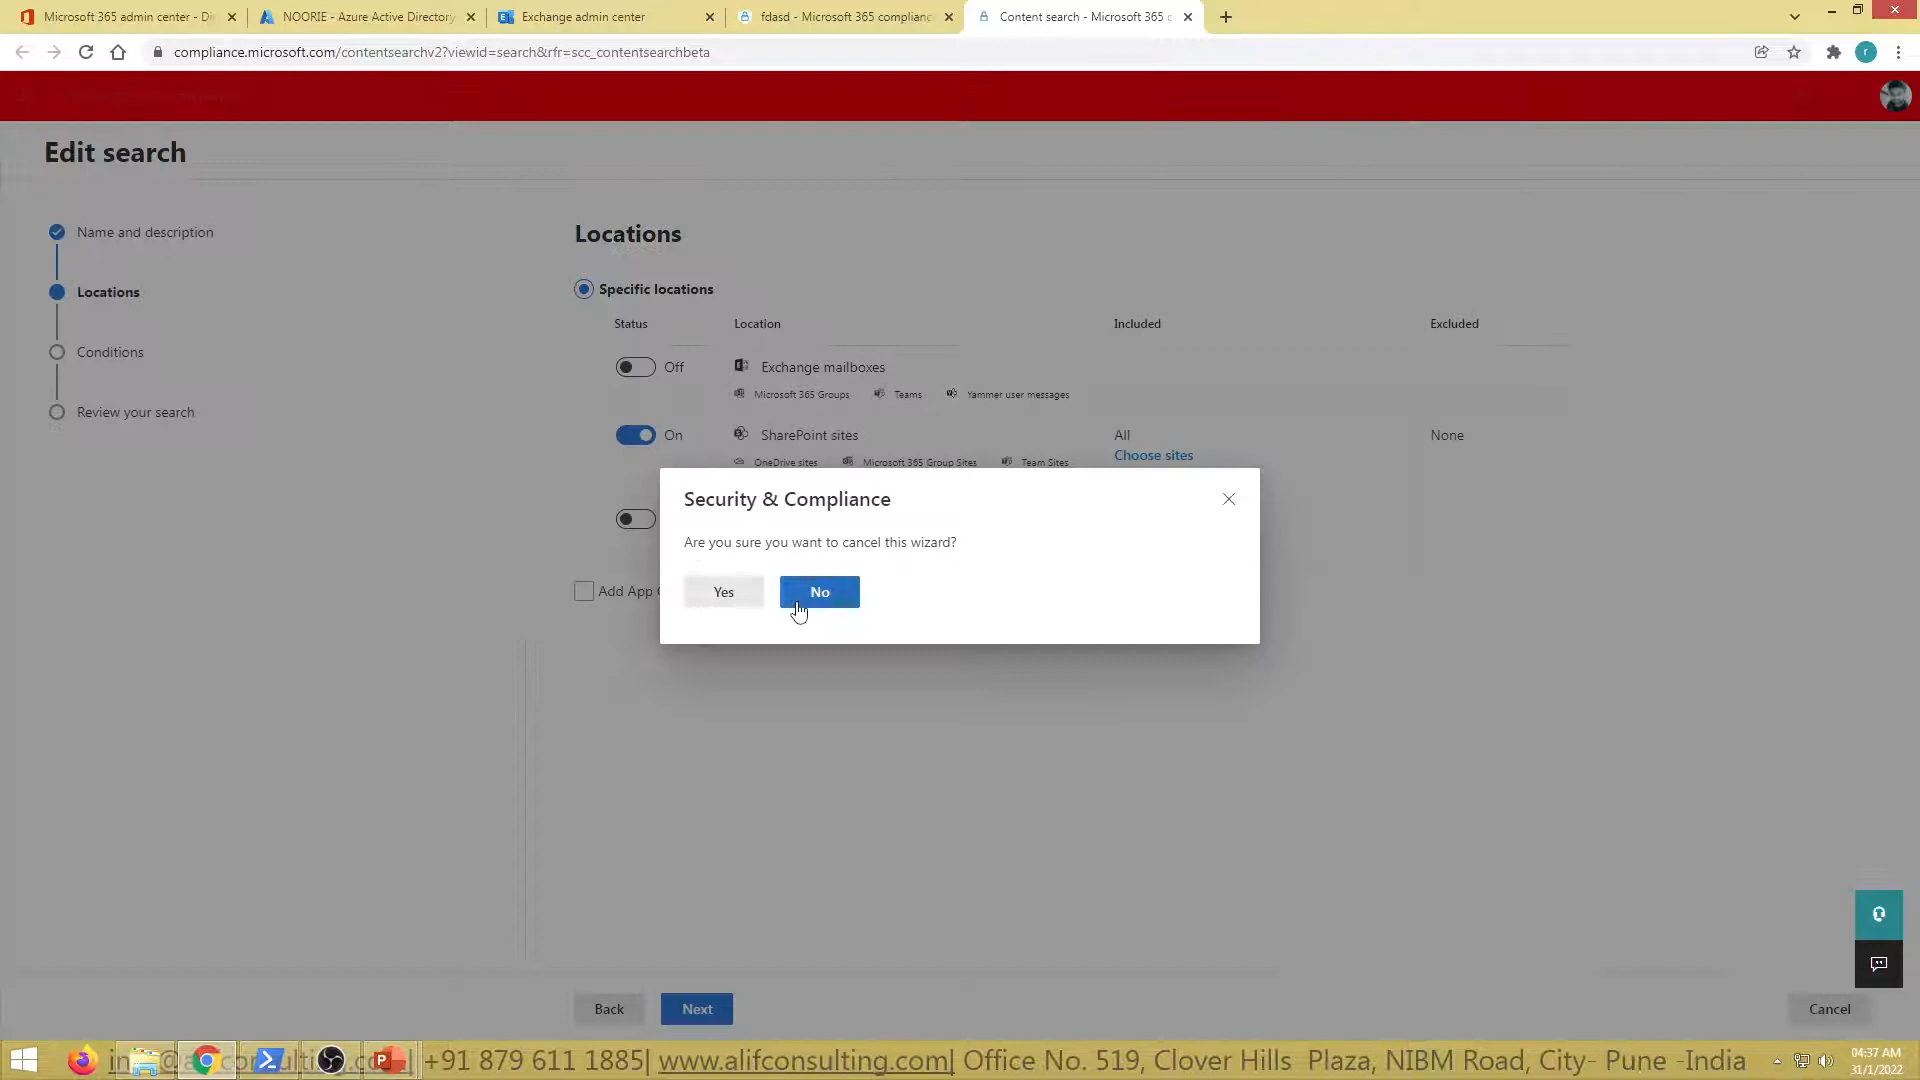 Microsoft 365 admin center - Di
NOORIE - Azure Active Directory
Exchange admin center
fdasd - Microsoft 365 complianc
Content search - Microsoft 365 c
compliance.microsoft.com/contentsearchv2?viewid=search&rfr=scc_contentsearchbeta
r
Edit search
Name and description
Locations
Conditions
Review your search
Locations
Specific locations
Status Location Included Excluded
Off Exchange mailboxes
Microsoft 365 Groups Teams Yammer user messages
On SharePoint sites All None
Choose sites
OneDrive sites Microsoft 365 Group Sites Team Sites
Add App
Security & Compliance
Are you sure you want to cancel this wizard?
Yes No
Back Next Cancel
+91 879 611 1885| www.alifconsulting.com| Office No. 519, Clover Hills Plaza, NIBM Road, City- Pune -India
04:37 AM
31/1/2022